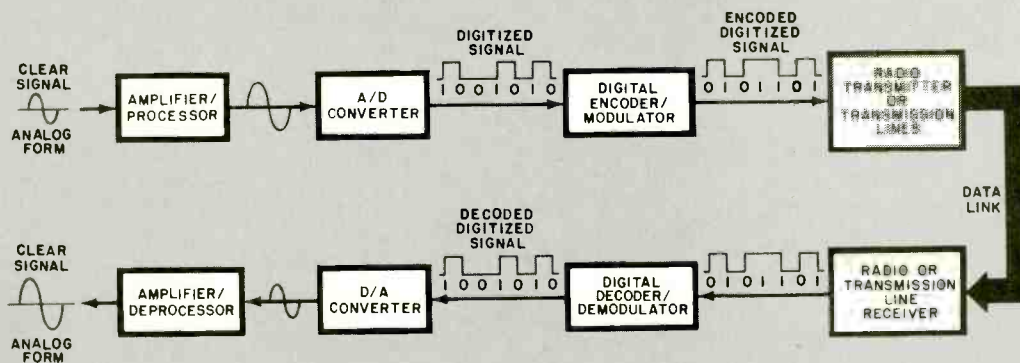 CLEAR
SIGNAL
ANALOG
FORM
AMPLIFIER/
PROCESSOR
A/D
CONVERTER
DIGITIZED
SIGNAL
1 0 0 1 0 1 0
DIGITAL
ENCODER/
MODULATOR
ENCODED
DIGITIZED
SIGNAL
0 1 0 1 1 0 1
RADIO
TRANSMITTER
OR
TRANSMISSION
LINES
DATA
LINK
CLEAR
SIGNAL
ANALOG
FORM
AMPLIFIER/
DEPROCESSOR
D/A
CONVERTER
DECODED
DIGITIZED
SIGNAL
1 0 0 1 0 1 0
DIGITAL
DECODER/
DEMODULATOR
0 1 0 1 1 0 1
RADIO OR
TRANSMISSION
LINE
RECEIVER